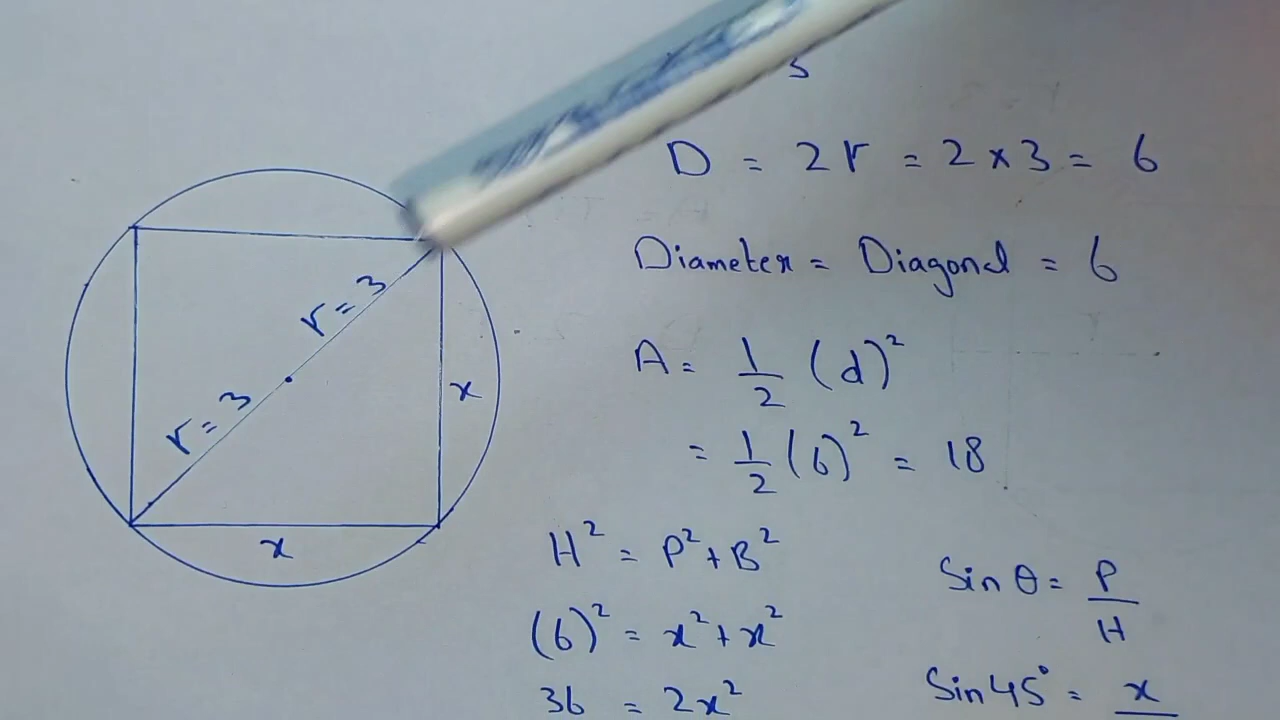 D = 2r = 2 x 3 = 6
Diameter = Diagonal = 6
A = 1/2 (d)²
= 1/2 (6)² = 18
r = 3
r = 3
x
x
H² = P² + B²
(6)² = x² + x²
36 = 2x²
Sin θ = P/H
Sin 45° = x